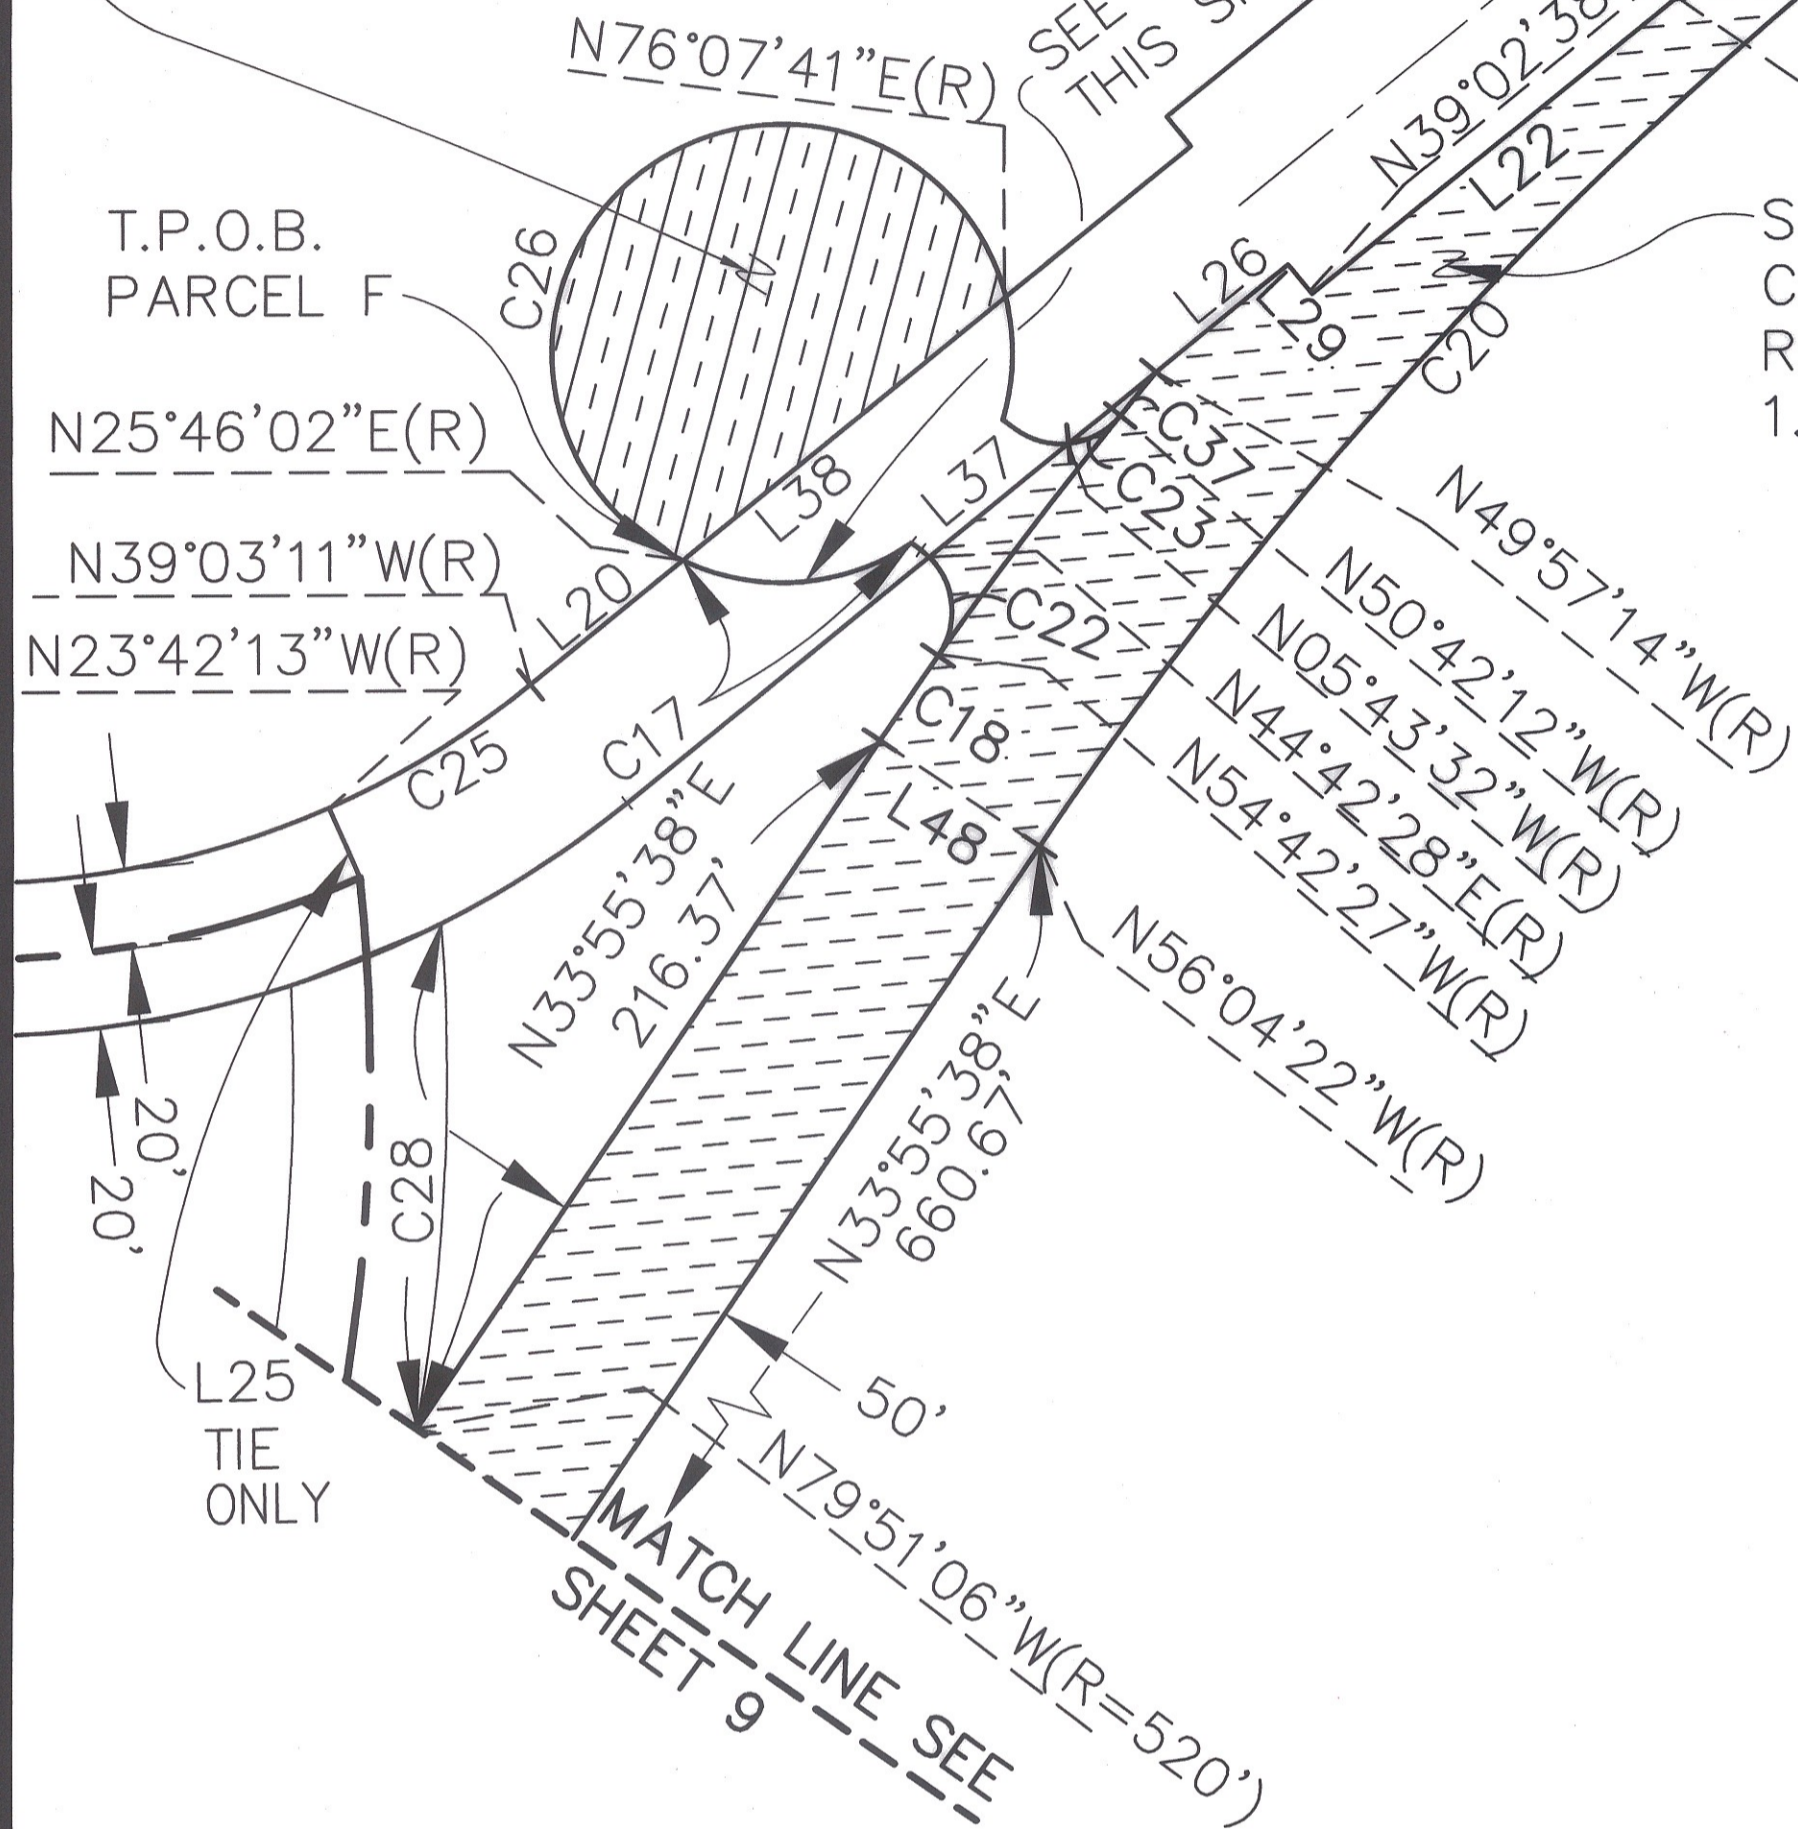 N76°07'41"E(R)
SEE
THIS
N39°02'38
L22
T.P.O.B.
PARCEL F
C26
L26
L29
C20
S
C
R
1.
N25°46'02"E(R)
L38
L37
C37
C23
N39°03'11"W(R)
L20
C22
N23°42'13"W(R)
C25
C17
C18
L48
N49°57'14"W(R)
N50°42'12"W(R)
N05°43'32"W(R)
N44°42'28"E(R)
N54°42'27"W(R)
N56°04'22"W(R)
N33°55'38"E
216.37'
N33°55'38"E
660.67'
20'
20'
C28
L25
TIE
ONLY
50'
N79°51'06"W(R=520')
MATCH LINE SEE
SHEET 9